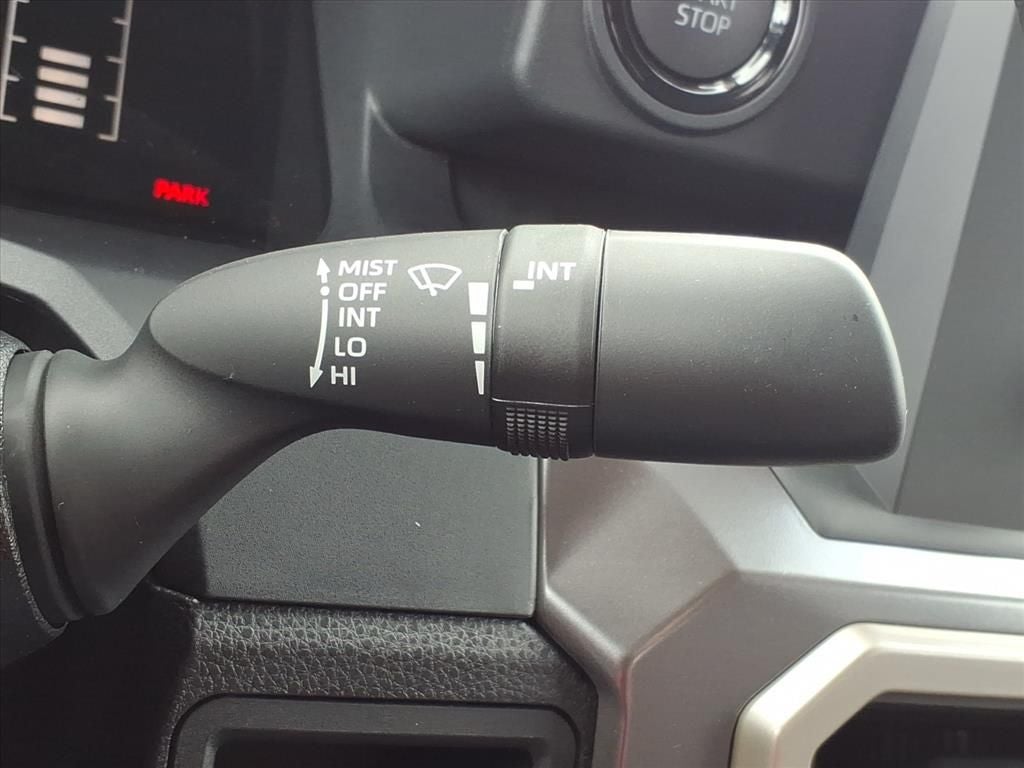 STOP
PARK
MIST
OFF
INT
LO
HI
INT